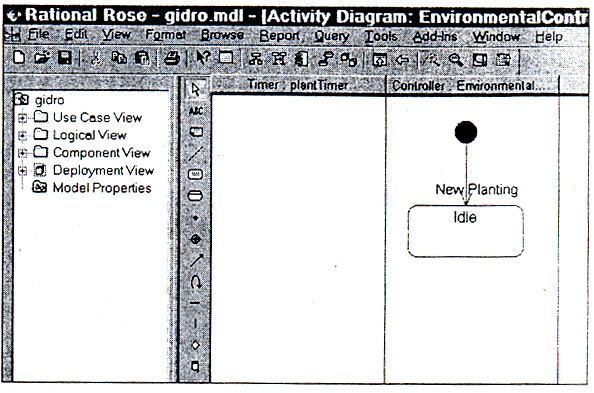 Rational Rose - gidro.mdl - [Activity Diagram: EnvironmentalContr
File Edit View Format Browse Report Query Tools Add-Ins Window Help
Timer : plantTimer
Controller : Environmental...
gidro
Use Case View
Logical View
Component View
Deployment View
Model Properties
ABC
New Planting
Idle